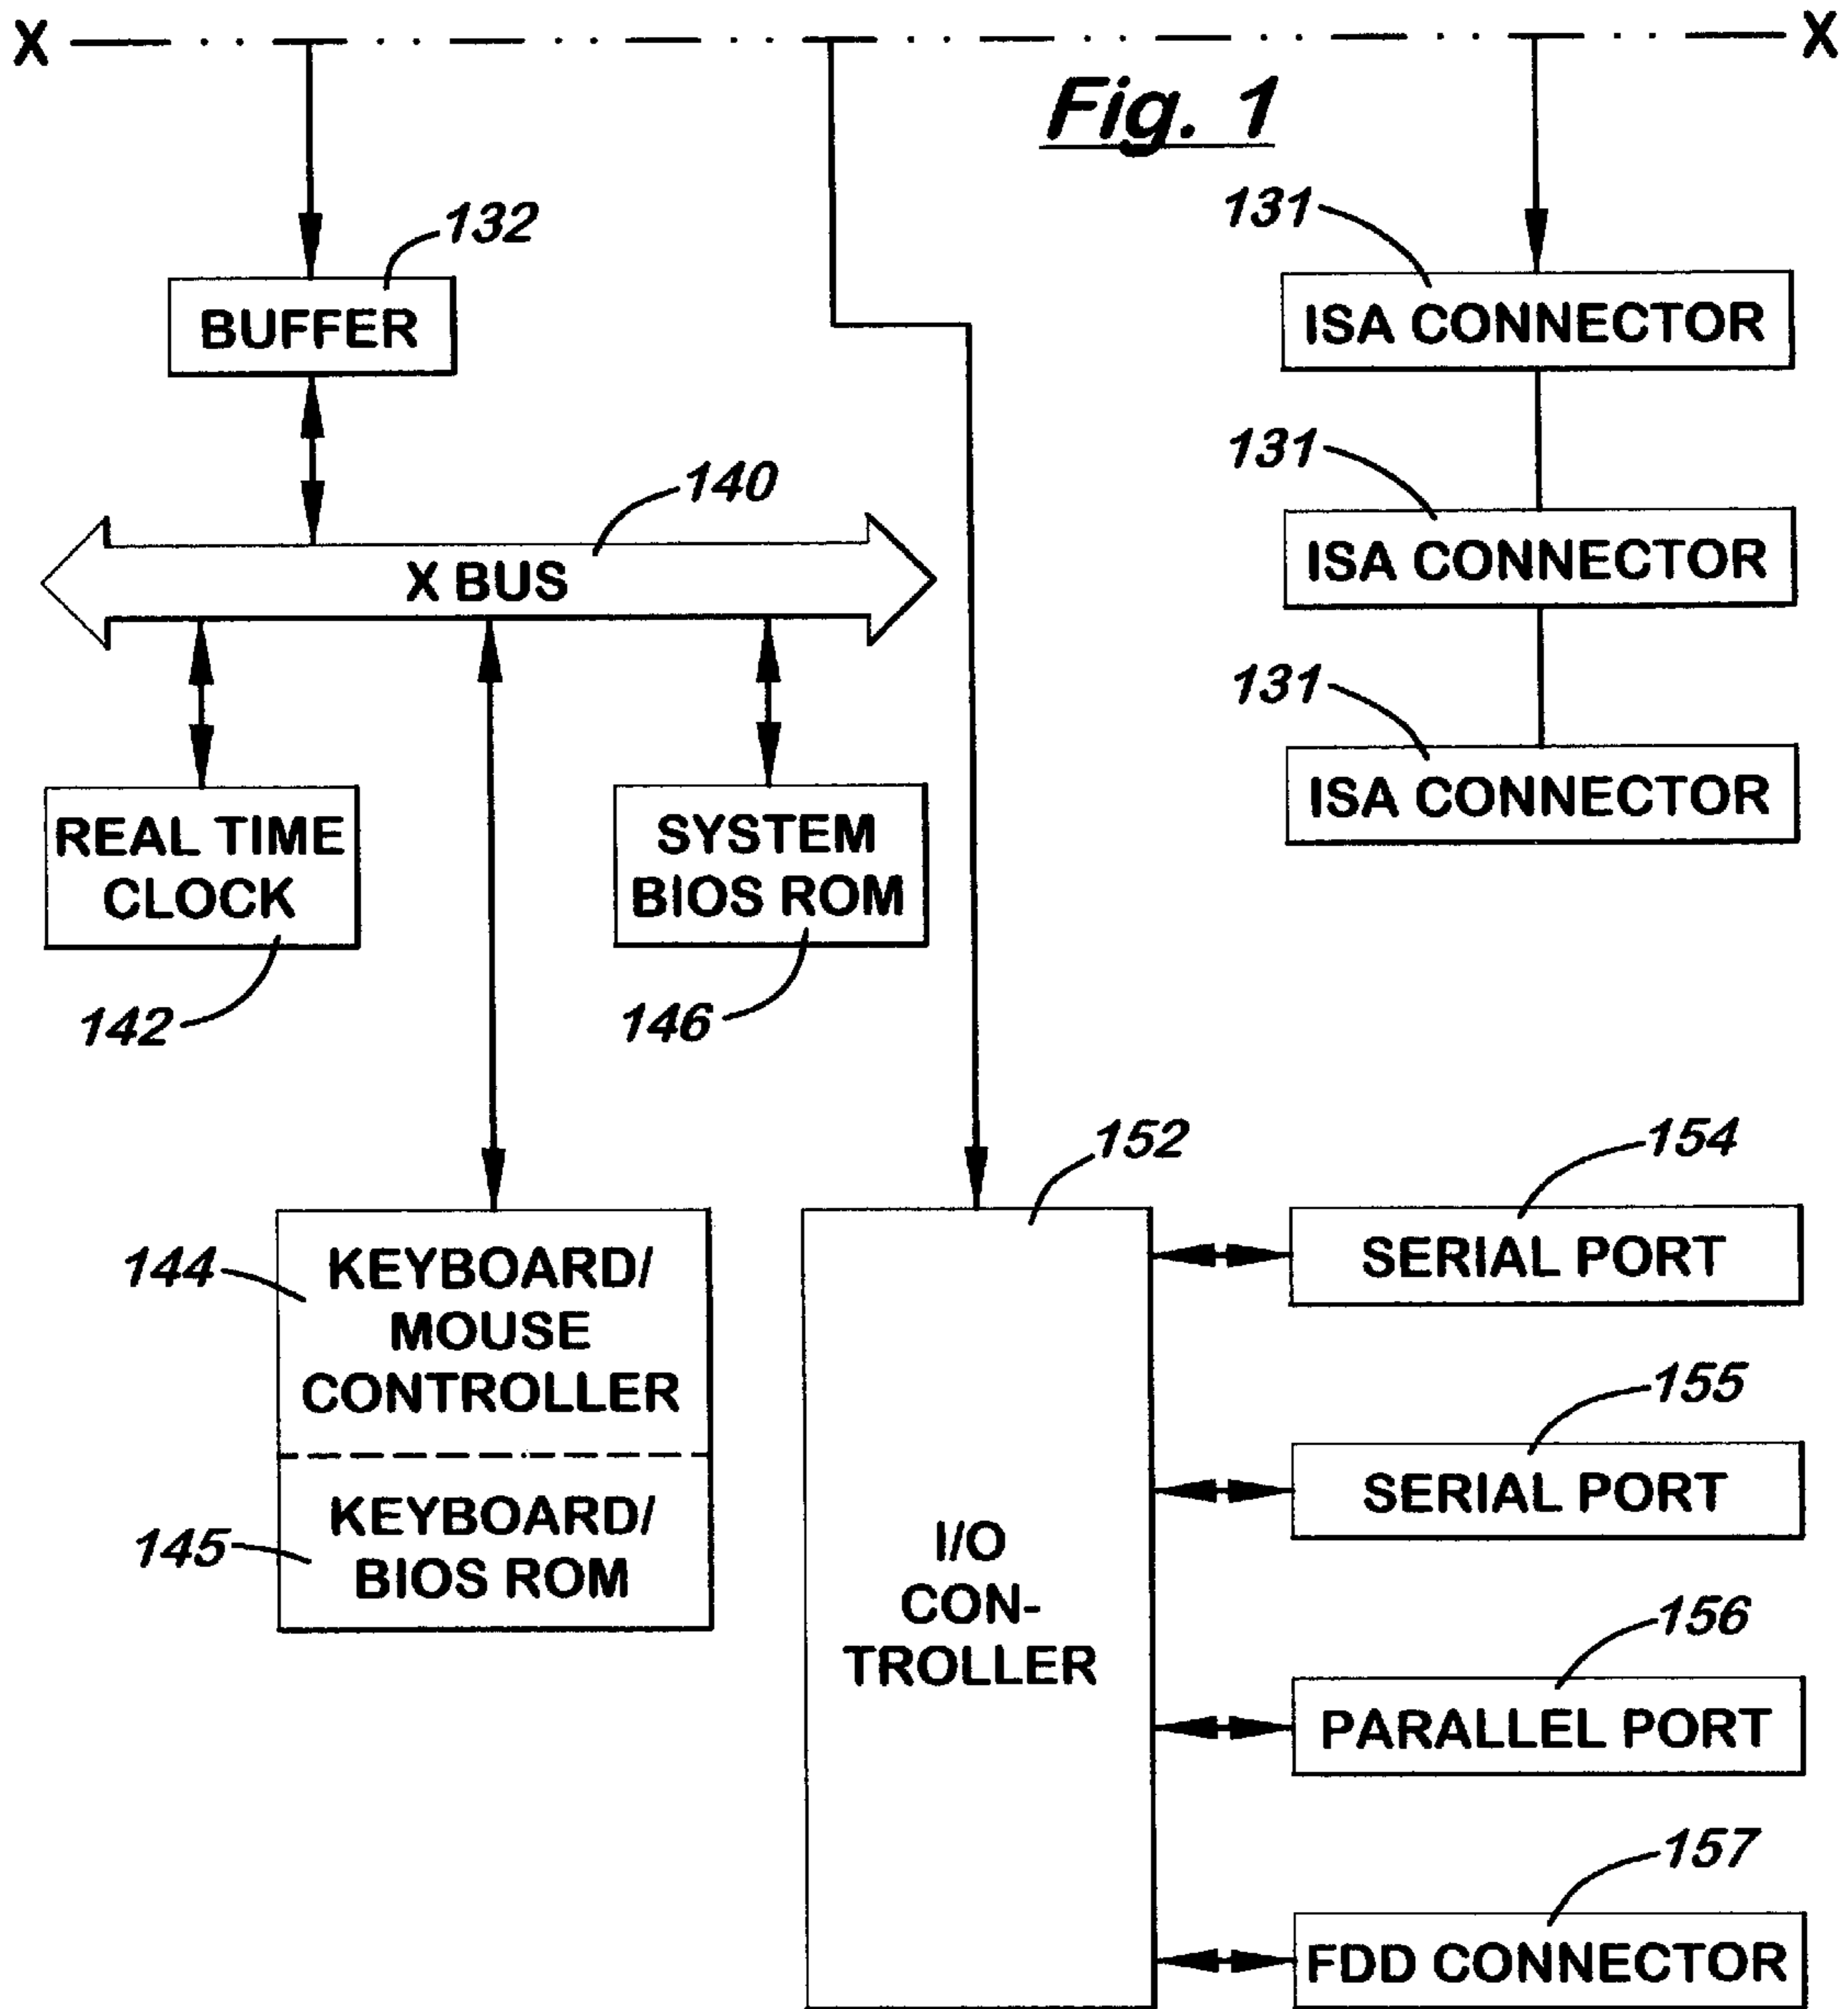 X X
Fig. 1
132
BUFFER
131
ISA CONNECTOR
140
X BUS
131
ISA CONNECTOR
131
ISA CONNECTOR
REAL TIME
CLOCK
142
SYSTEM
BIOS ROM
146
144
KEYBOARD/
MOUSE
CONTROLLER
145
KEYBOARD/
BIOS ROM
152
I/O
CON-
TROLLER
154
SERIAL PORT
155
SERIAL PORT
156
PARALLEL PORT
157
FDD CONNECTOR